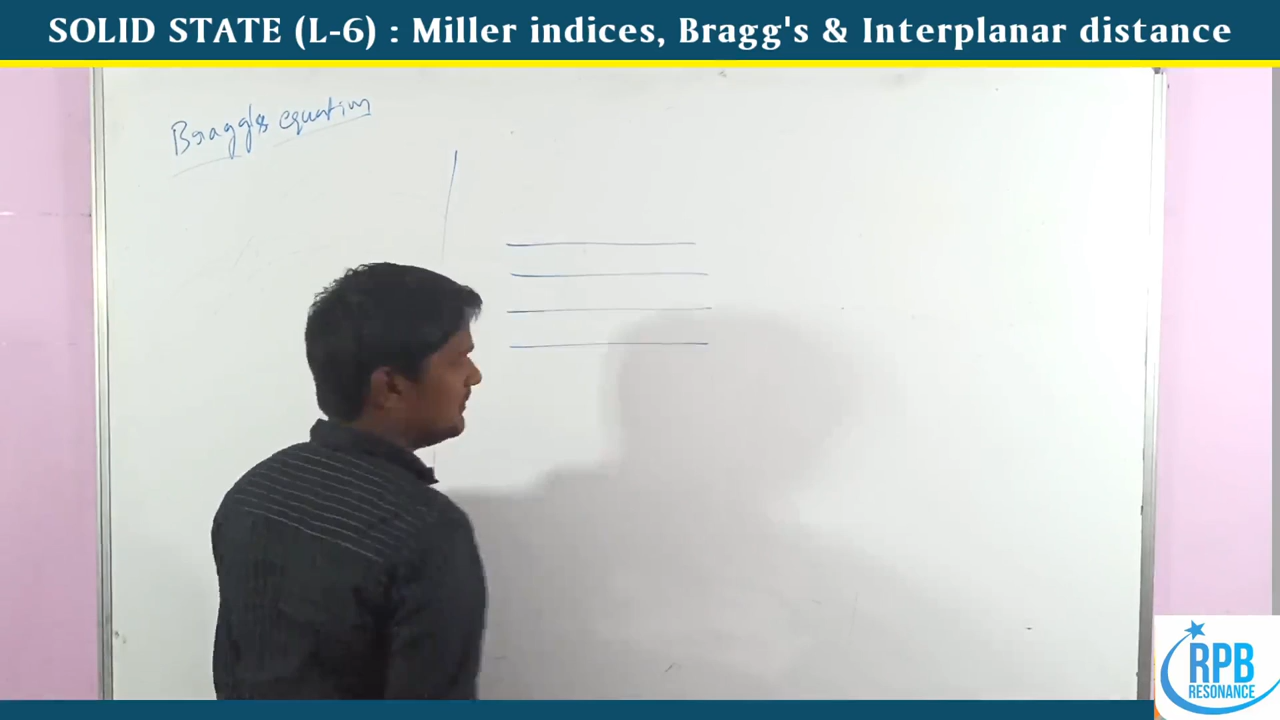 SOLID STATE (L-6) : Miller indices, Bragg's & Interplanar distance
Bragg's equation
RPB
RESONANCE